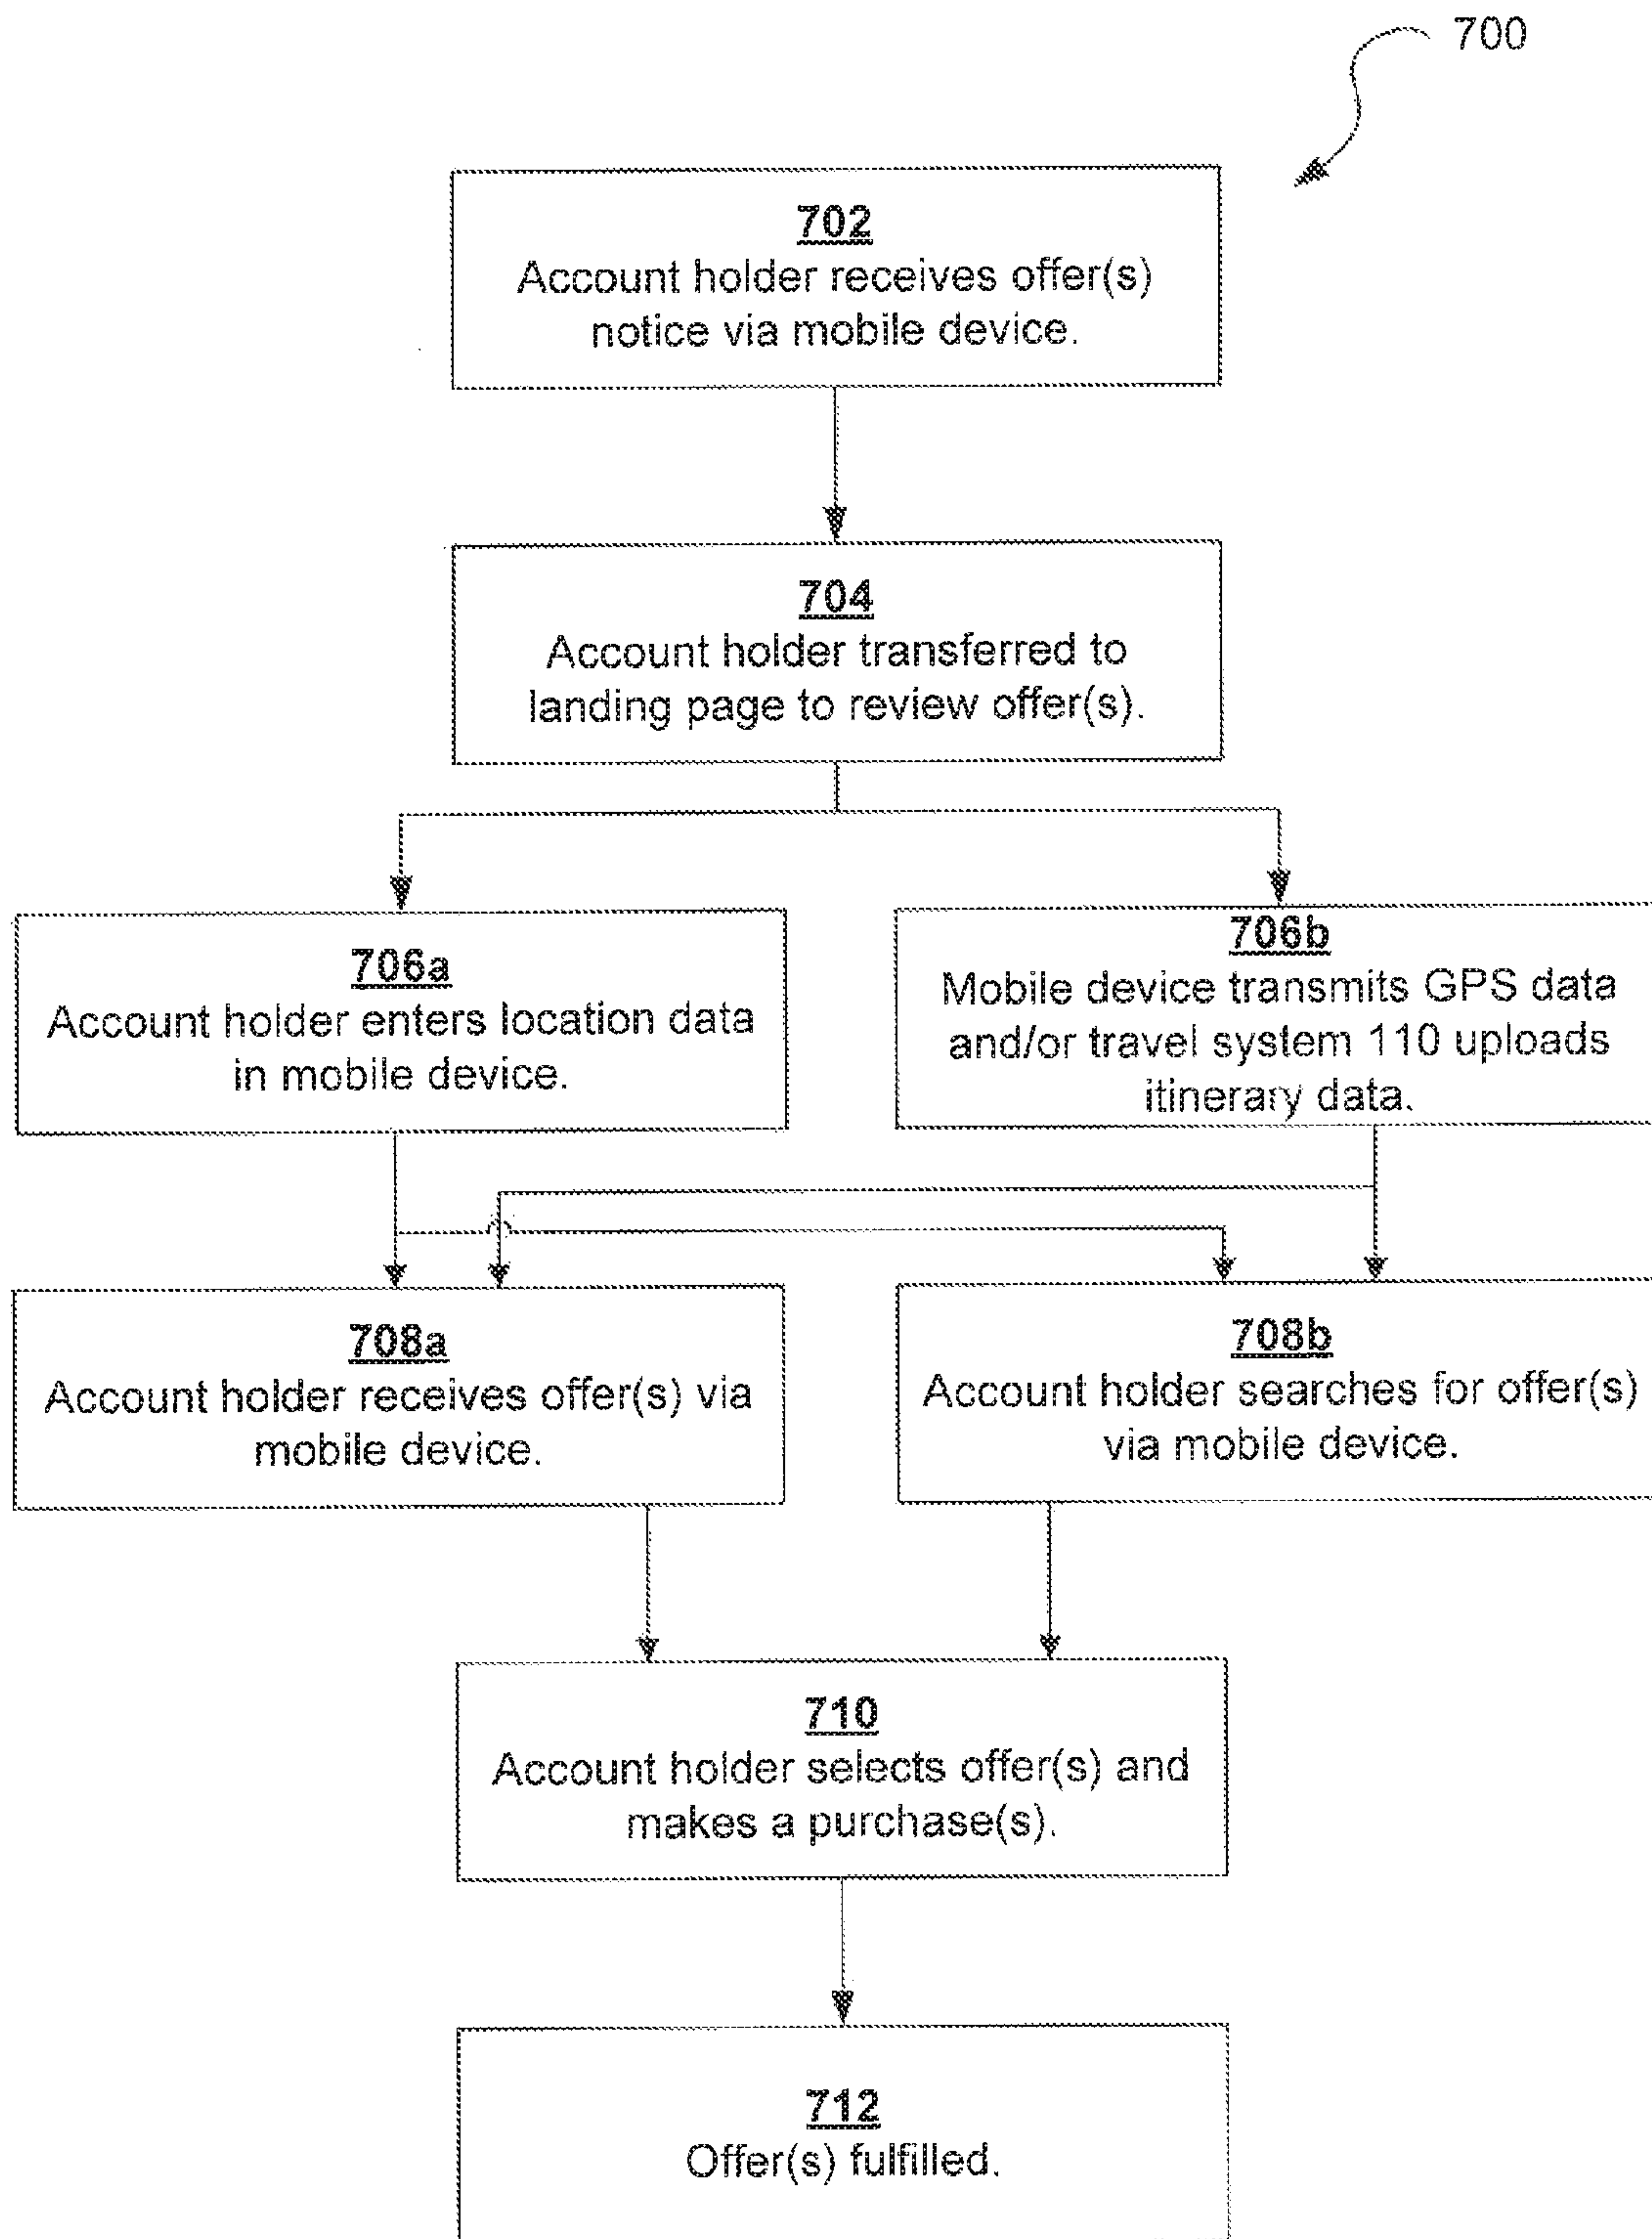 700
702
Account holder receives offer(s)
notice via mobile device.
704
Account holder transferred to
landing page to review offer(s).
706a
Account holder enters location data
in mobile device.
706b
Mobile device transmits GPS data
and/or travel system 110 uploads
itinerary data.
708a
Account holder receives offer(s) via
mobile device.
708b
Account holder searches for offer(s)
via mobile device.
710
Account holder selects offer(s) and
makes a purchase(s).
712
Offer(s) fulfilled.